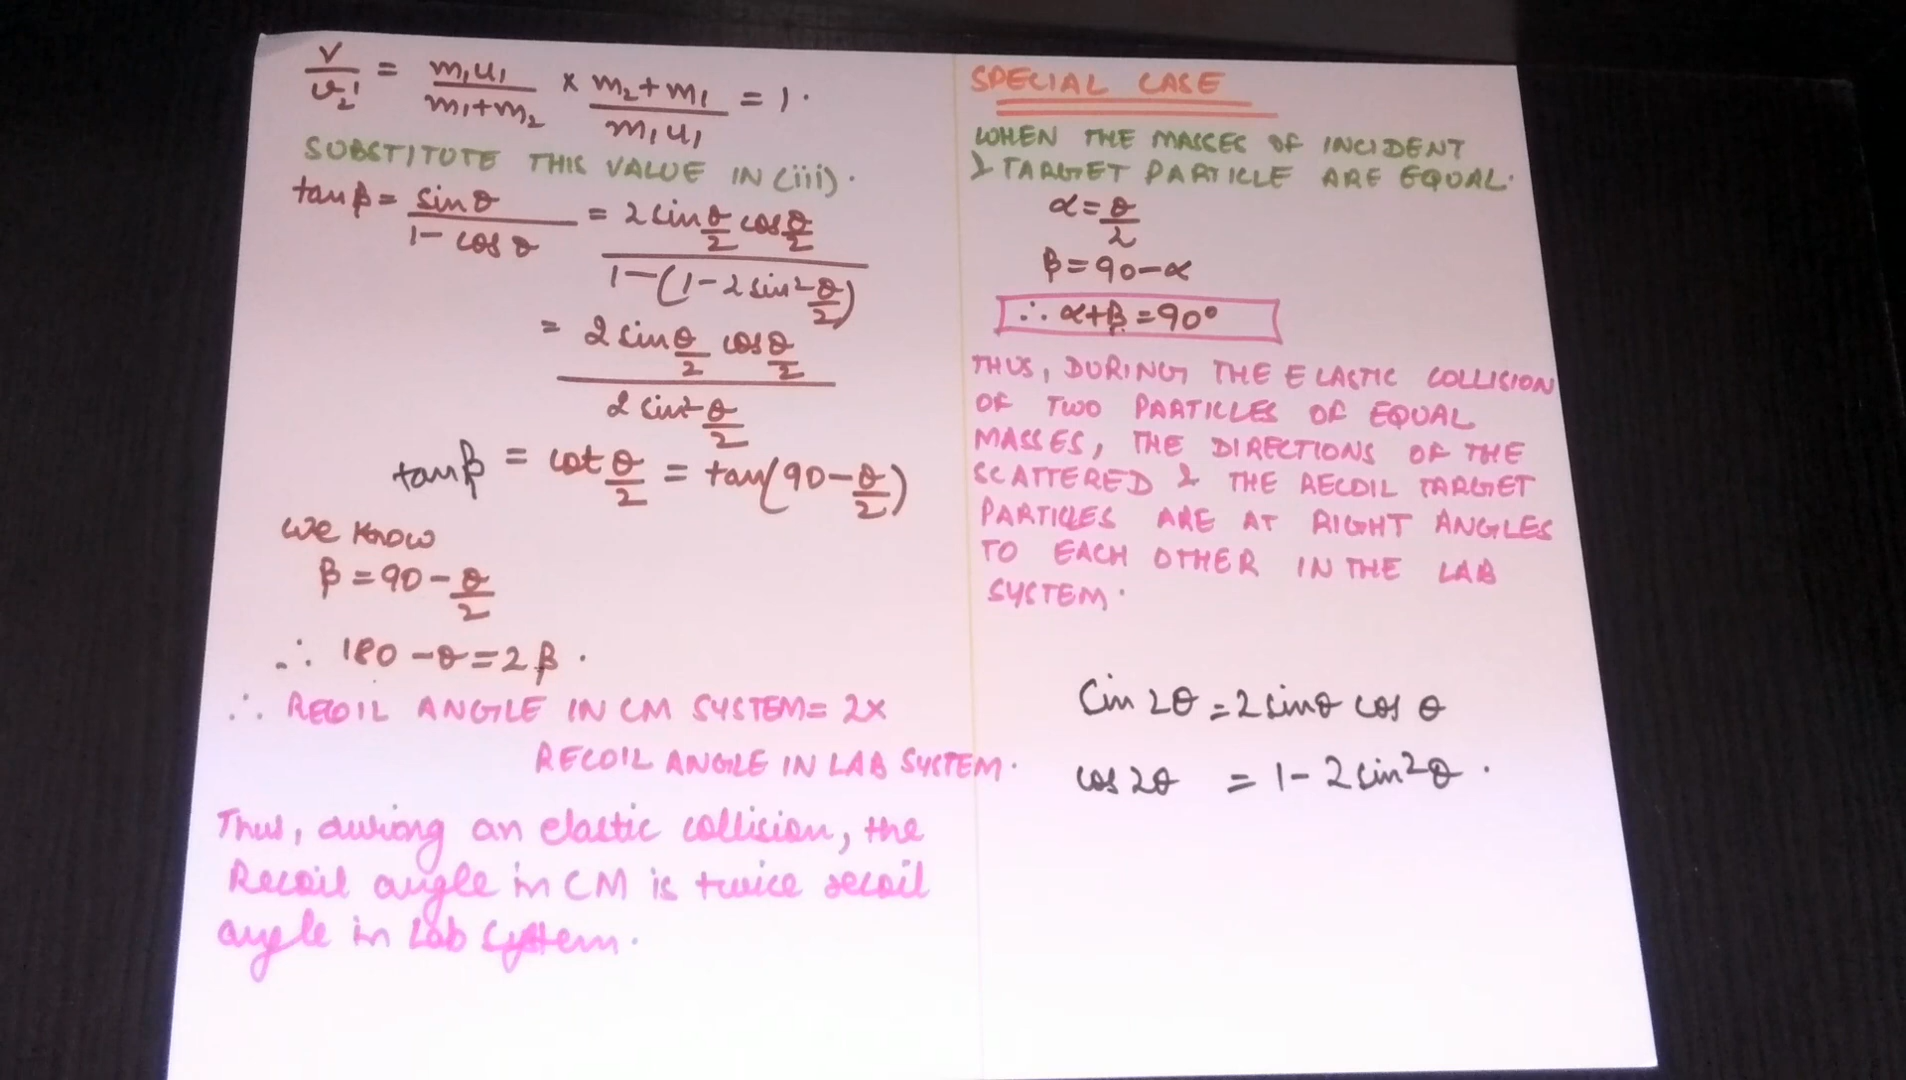 V/v₂' = m₁u₁/(m₁+m₂) × (m₂+m₁)/(m₁u₁) = 1.
SUBSTITUTE THIS VALUE IN (iii).
tan β = sin θ/(1 - cos θ) = 2 sin θ/2 cos θ/2 / (1-(1-2 sin² θ/2))
= 2 sin θ/2 cos θ/2 / (2 sin² θ/2)
tan β = cot θ/2 = tan(90-θ/2)
We know
β = 90 - θ/2
∴ 180 - θ = 2β.
∴ RECOIL ANGLE IN CM SYSTEM = 2x
RECOIL ANGLE IN LAB SYSTEM.
Thus, during an elastic collision, the
Recoil angle in CM is twice recoil
angle in Lab System.
SPECIAL CASE
WHEN THE MASSES OF INCIDENT
& TARGET PARTICLE ARE EQUAL.
α = θ/2
β = 90 - α
∴ α+β = 90°
THUS, DURING THE ELASTIC COLLISION
OF TWO PARTICLES OF EQUAL
MASSES, THE DIRECTIONS OF THE
SCATTERED & THE RECOIL TARGET
PARTICLES ARE AT RIGHT ANGLES
TO EACH OTHER IN THE LAB
SYSTEM.
Sin 2θ = 2 sin θ cos θ
cos 2θ = 1 - 2 sin² θ.